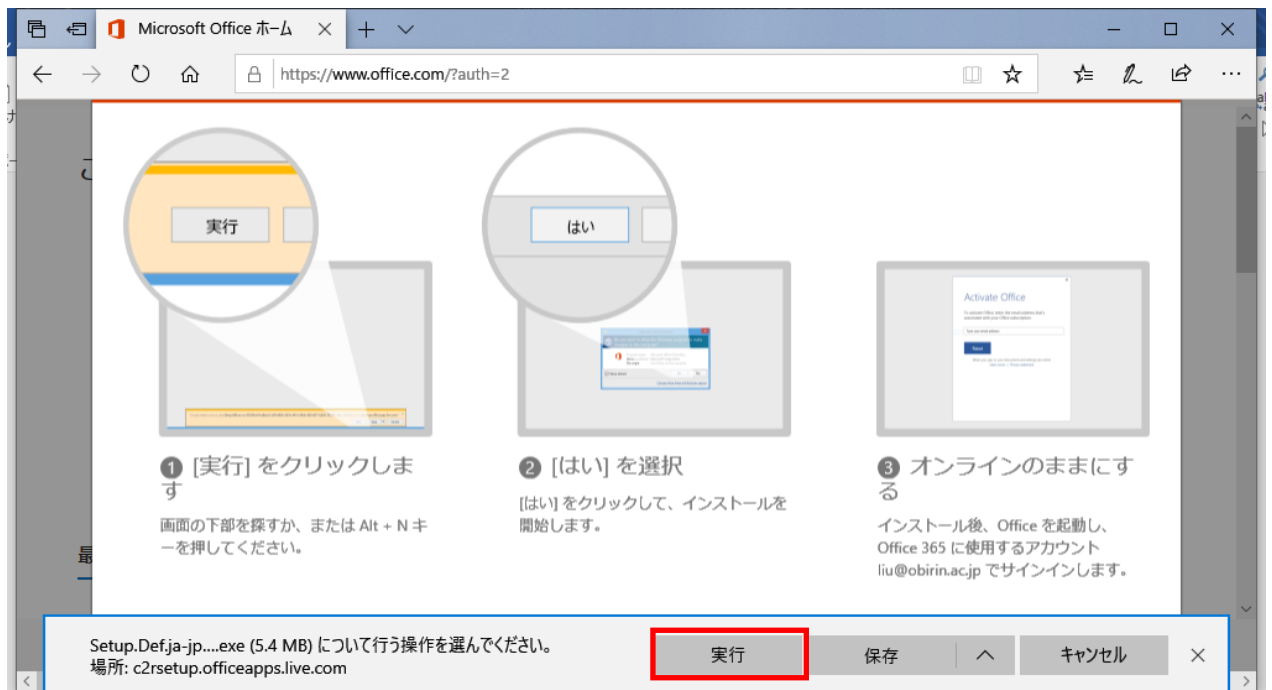 Microsoft Office ホーム
https://www.office.com/?auth=2
実行
はい
Activate Office
❶ [実行] をクリックしま
す
画面の下部を探すか、または Alt + N キ
ーを押してください。
❷ [はい] を選択
[はい] をクリックして、インストールを
開始します。
❸ オンラインのままにす
る
インストール後、Office を起動し、
Office 365 に使用するアカウント
liu@obirin.ac.jp でサインインします。
最
Setup.Def.ja-jp....exe (5.4 MB) について行う操作を選んでください。
場所: c2rsetup.officeapps.live.com
実行
保存
キャンセル